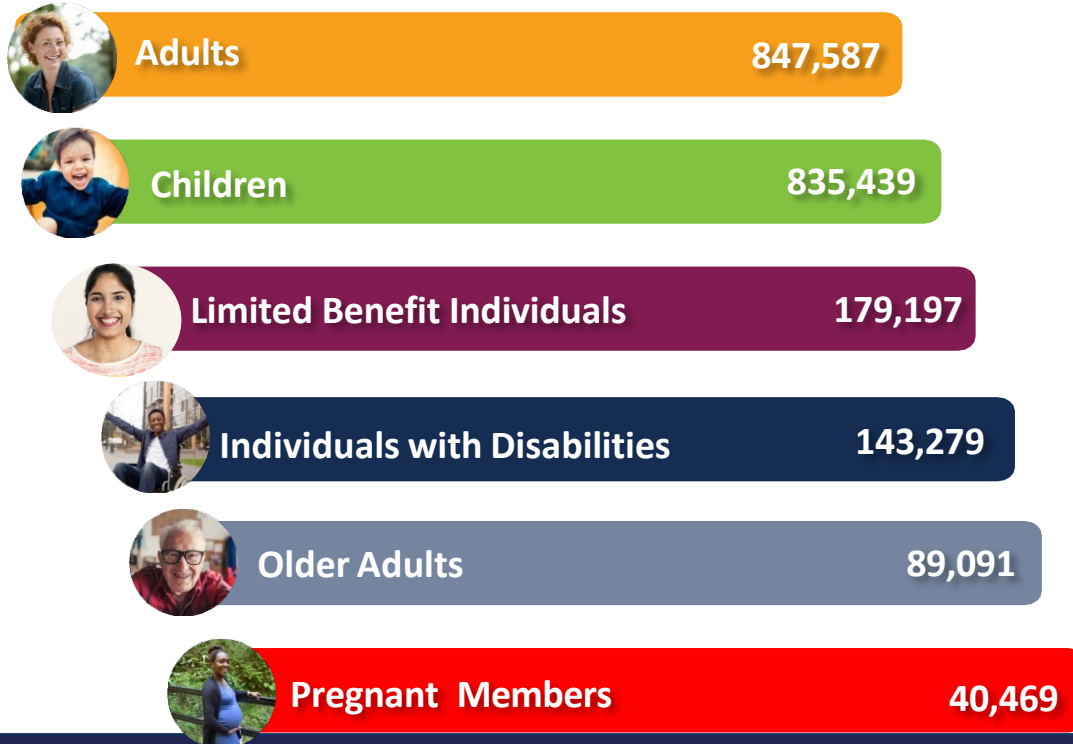 Adults 847,587
Children 835,439
Limited Benefit Individuals 179,197
Individuals with Disabilities 143,279
Older Adults 89,091
Pregnant  Members 40,469